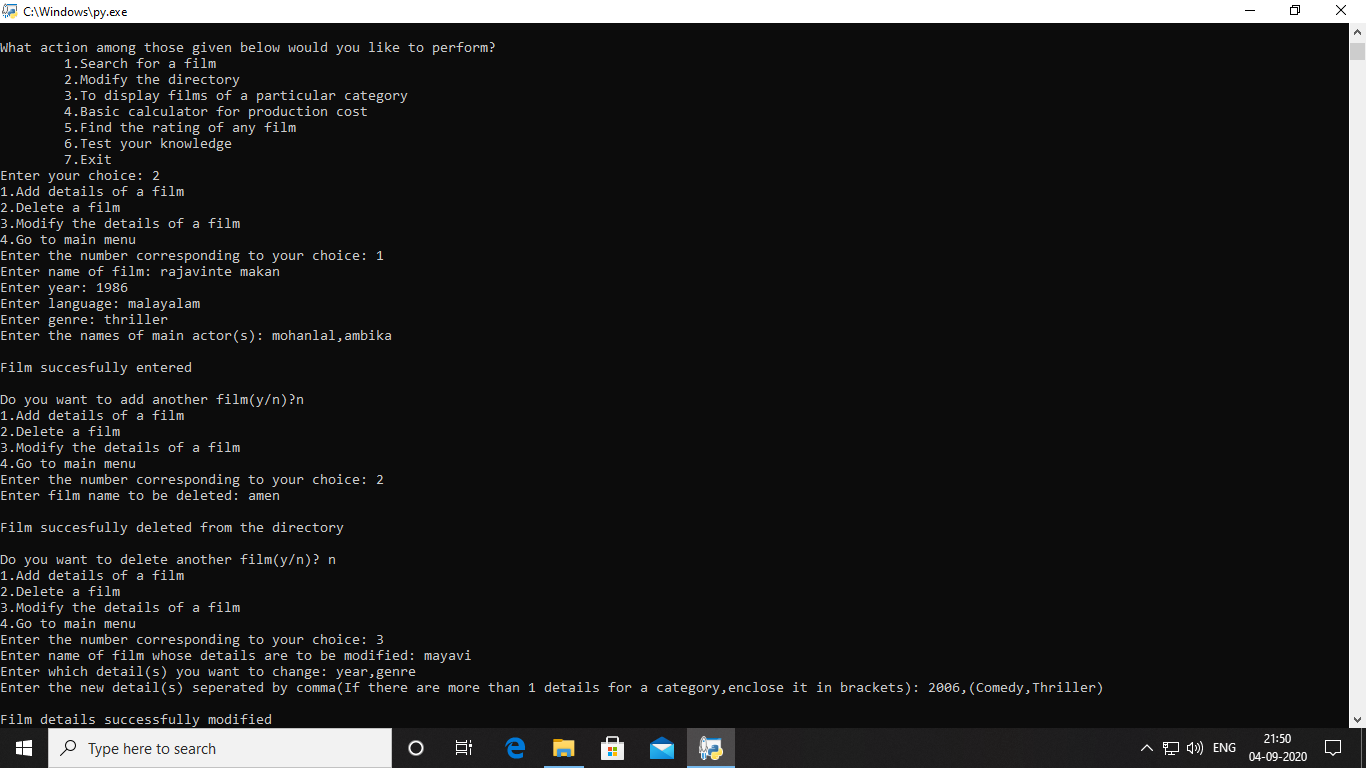 C:\Windows\py.exe
What action among those given below would you like to perform?
1.Search for a film
2.Modify the directory
3.To display films of a particular category
4.Basic calculator for production cost
5.Find the rating of any film
6.Test your knowledge
7.Exit
Enter your choice: 2
1.Add details of a film
2.Delete a film
3.Modify the details of a film
4.Go to main menu
Enter the number corresponding to your choice: 1
Enter name of film: rajavinte makan
Enter year: 1986
Enter language: malayalam
Enter genre: thriller
Enter the names of main actor(s): mohanlal,ambika
Film succesfully entered
Do you want to add another film(y/n)?n
1.Add details of a film
2.Delete a film
3.Modify the details of a film
4.Go to main menu
Enter the number corresponding to your choice: 2
Enter film name to be deleted: amen
Film succesfully deleted from the directory
Do you want to delete another film(y/n)? n
1.Add details of a film
2.Delete a film
3.Modify the details of a film
4.Go to main menu
Enter the number corresponding to your choice: 3
Enter name of film whose details are to be modified: mayavi
Enter which detail(s) you want to change: year,genre
Enter the new detail(s) seperated by comma(If there are more than 1 details for a category,enclose it in brackets): 2006,(Comedy,Thriller)
Film details successfully modified
Type here to search
ENG
21:50
04-09-2020